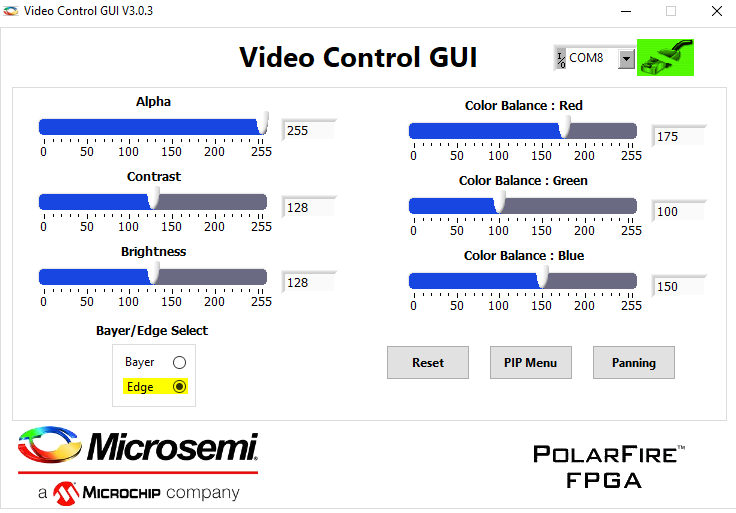 Video Control GUI V3.0.3
Video Control GUI
I/O COM8
Alpha
255
0 50 100 150 200 255
Contrast
128
0 50 100 150 200 255
Brightness
128
0 50 100 150 200 255
Bayer/Edge Select
Bayer
Edge
Color Balance : Red
175
0 50 100 150 200 255
Color Balance : Green
100
0 50 100 150 200 255
Color Balance : Blue
150
0 50 100 150 200 255
Reset PIP Menu Panning
Microsemi.
a MICROCHIP company
POLARFIRE™
FPGA